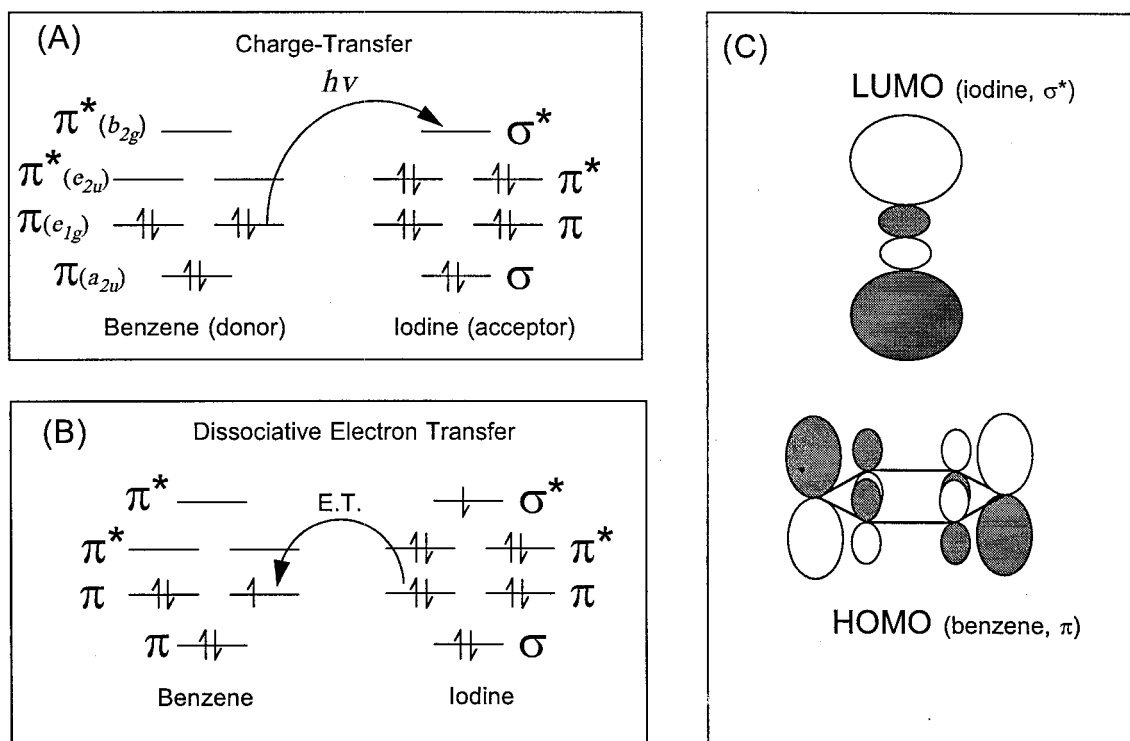 (A)
Charge-Transfer
hν
π*(b2g)
σ*
π*(e2u)
π*
π(e1g)
π
π(a2u)
σ
Benzene (donor)
Iodine (acceptor)
(B)
Dissociative Electron Transfer
π*
E.T.
σ*
π*
π*
π
π
π
σ
Benzene
Iodine
(C)
LUMO (iodine, σ*)
HOMO (benzene, π)